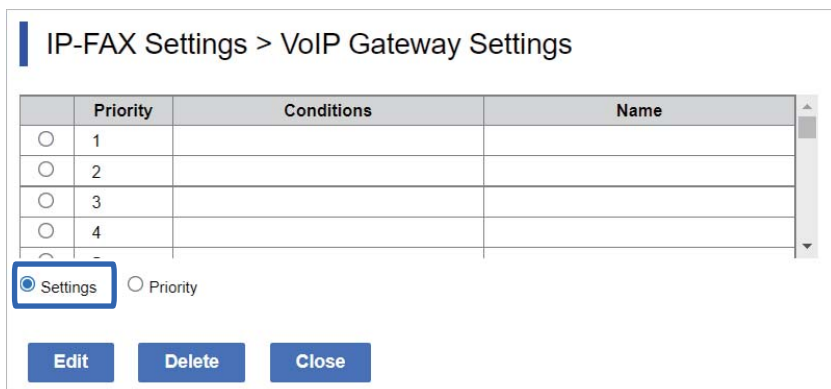 IP-FAX Settings > VoIP Gateway Settings
Priority Conditions Name
1
2
3
4
Settings Priority
Edit Delete Close